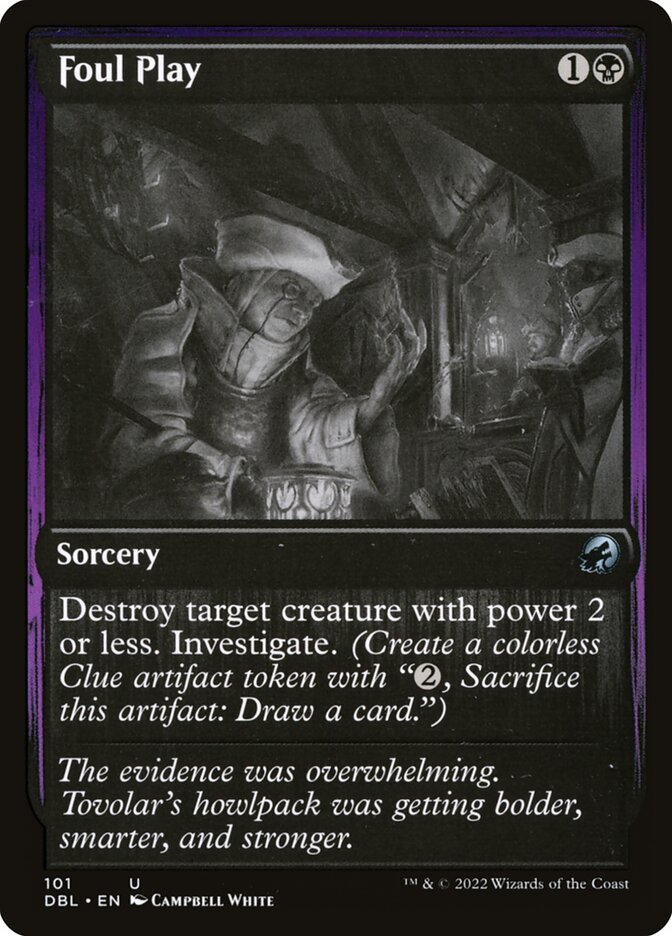 Foul Play 1
Sorcery
Destroy target creature with power 2
or less. Investigate. (Create a colorless
Clue artifact token with “2, Sacrifice
this artifact: Draw a card.”)
The evidence was overwhelming.
Tovolar’s howlpack was getting bolder,
smarter, and stronger.
101 U
DBL • EN Campbell White
™ & © 2022 Wizards of the Coast